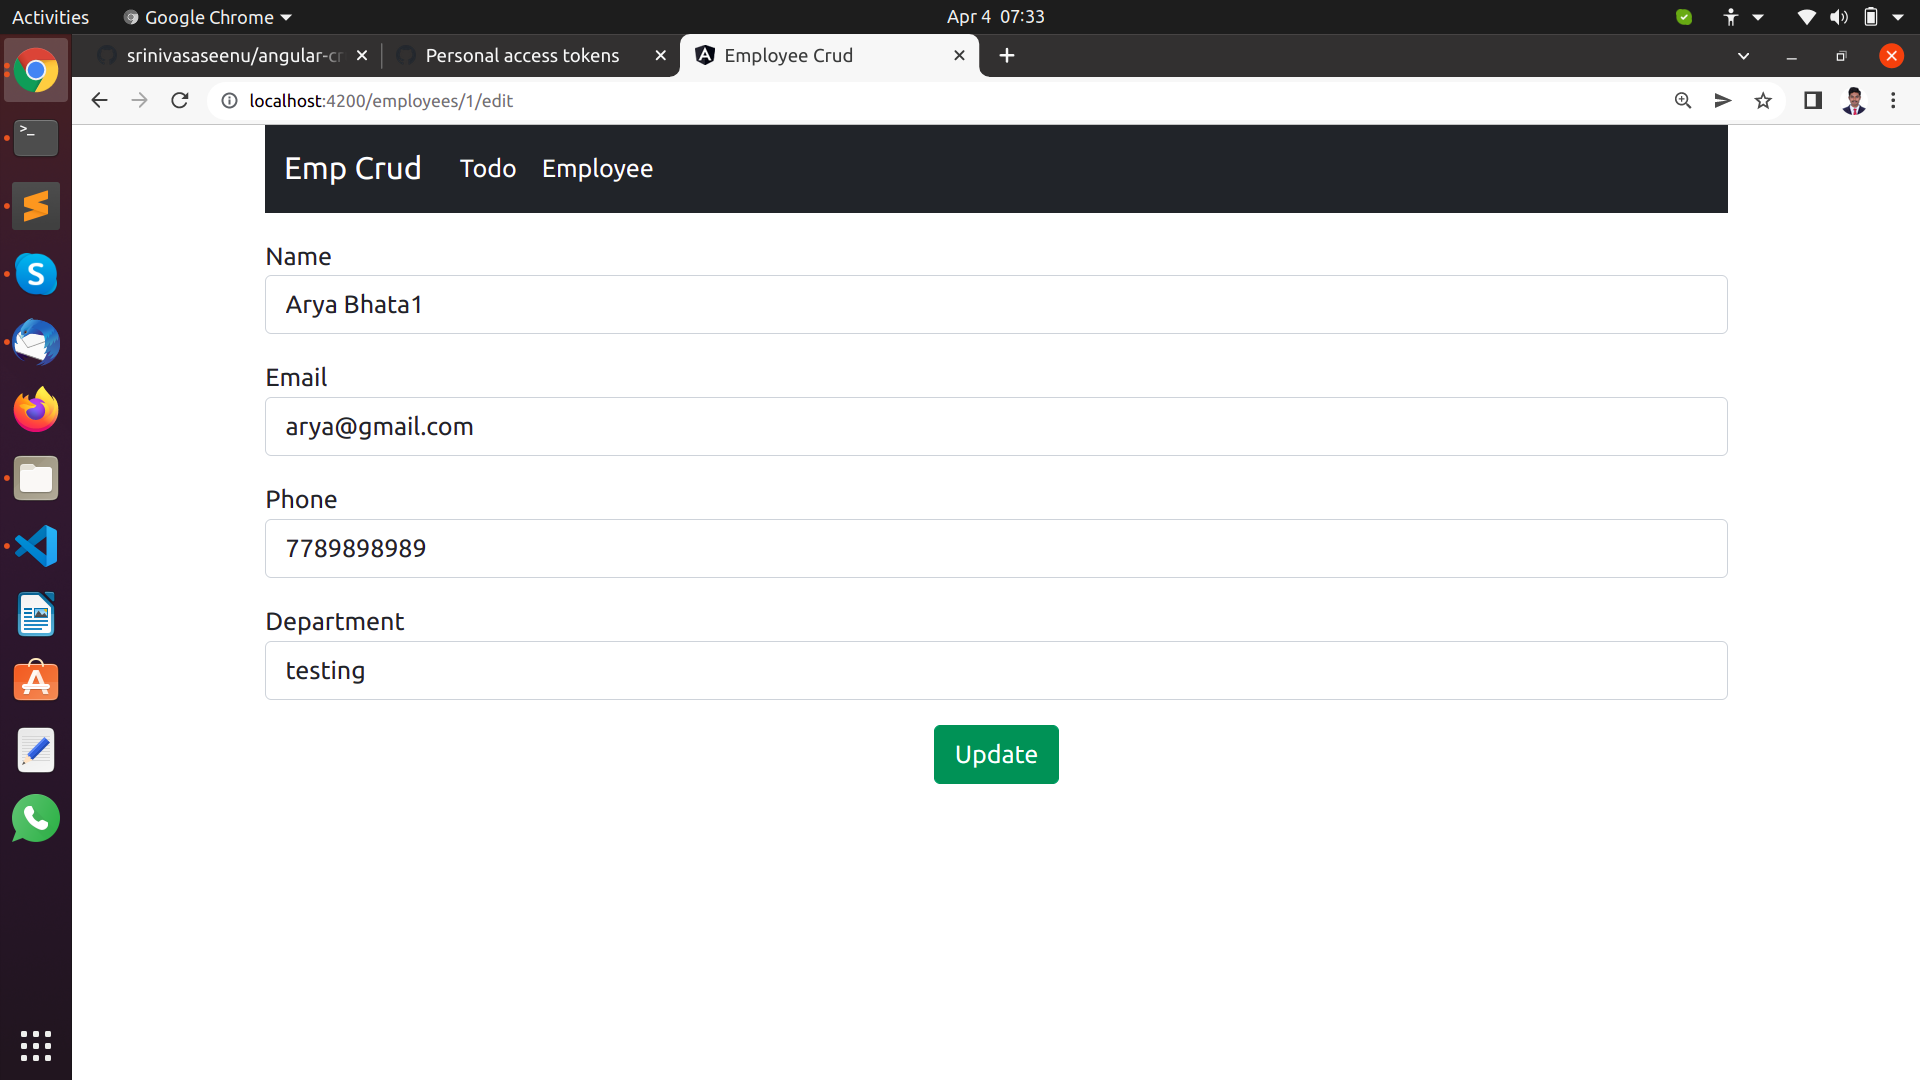 Activities Google Chrome Apr 4 07:33
srinivasaseenu/angular-cr Personal access tokens Employee Crud
localhost:4200/employees/1/edit
Emp Crud Todo Employee
Name
Arya Bhata1
Email
arya@gmail.com
Phone
7789898989
Department
testing
Update